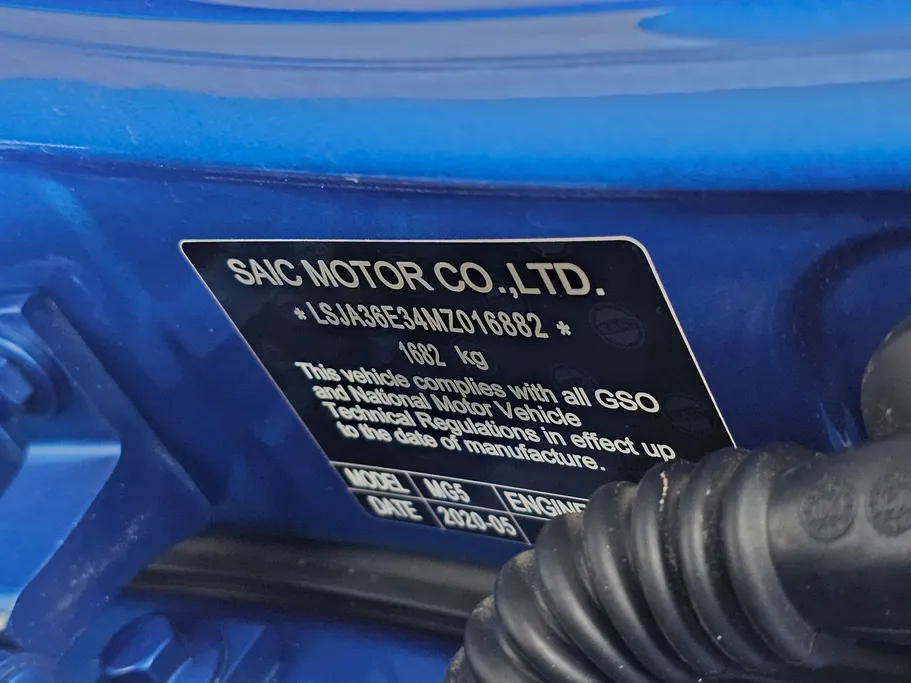 SAIC MOTOR CO.,LTD.
* LSJA36E34MZ016882 *
1682 kg
This vehicle complies with all GSO
and National Motor Vehicle
Technical Regulations in effect up
to the date of manufacture.
MODEL MG5 ENGINE
DATE 2020-05